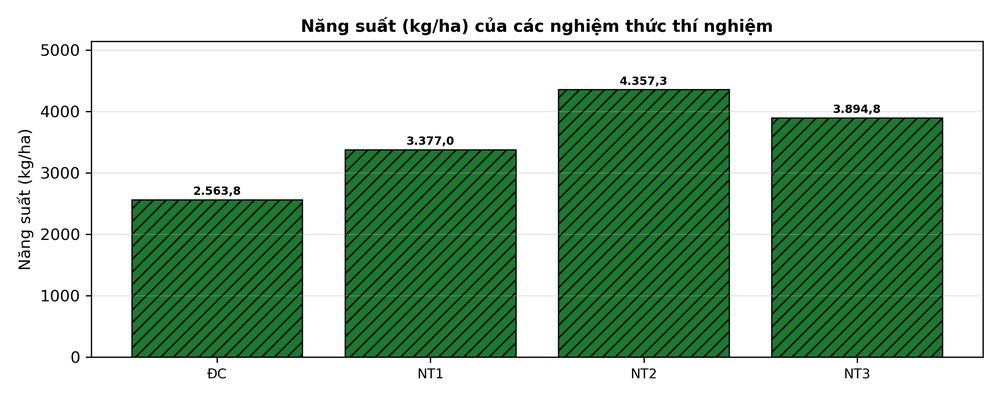 Năng suất (kg/ha) của các nghiệm thức thí nghiệm
Năng suất (kg/ha)
5000
4000
3000
2000
1000
0
2.563,8
3.377,0
4.357,3
3.894,8
ĐC
NT1
NT2
NT3